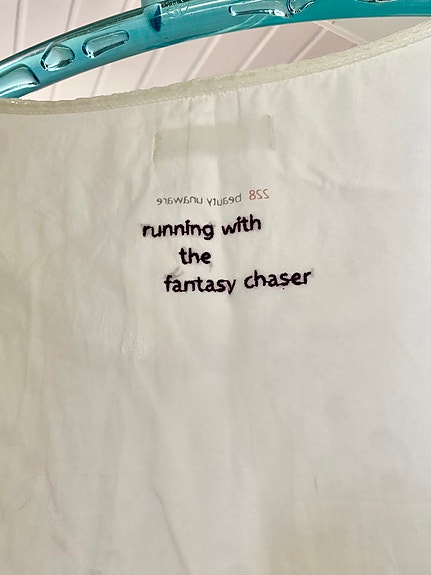 228 beauty unaware
running with
the
fantasy chaser